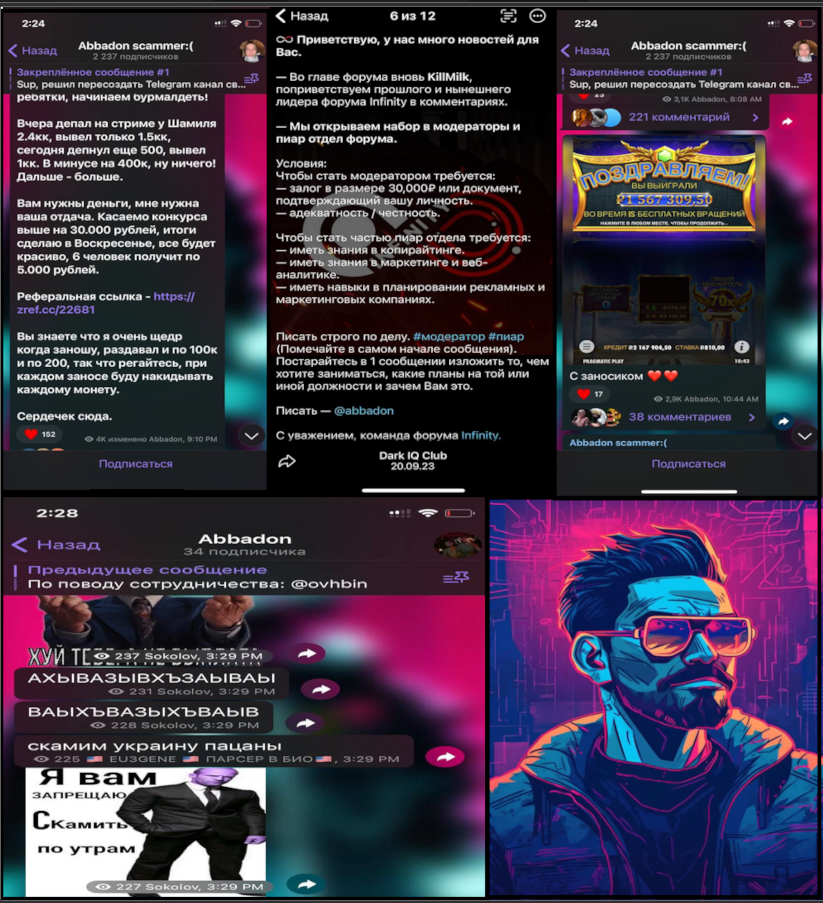 2:24
Назад
Abbadon scammer:(
2 237 подписчиков
Закреплённое сообщение #1
Sup, решил пересоздать Telegram канал св...
ребятки, начинаем бурмалдеть!
Вчера депал на стриме у Шамиля
2.4кк, вывел только 1.5кк,
сегодня депнул еще 500, вывел
1кк. В минусе на 400к, ну ничего!
Дальше - больше.
Вам нужны деньги, мне нужна
ваша отдача. Касаемо конкурса
выше на 30.000 рублей, итоги
сделаю в Воскресенье, все будет
красиво, 6 человек получит по
5.000 рублей.
Реферальная ссылка - https://
zref.cc/22681
Вы знаете что я очень щедр
когда заношу, раздавал и по 100к
и по 200, так что регайтесь, при
каждом заносе буду накидывать
каждому монету.
Сердечек сюда.
152
4K изменено Abbadon, 9:10 PM
Подписаться
Назад
6 из 12
Приветствую, у нас много новостей для
Вас.
— Во главе форума вновь KillMilk,
поприветствуем прошлого и нынешнего
лидера форума Infinity в комментариях.
— Мы открываем набор в модераторы и
пиар отдел форума.
Условия:
Чтобы стать модератором требуется:
— залог в размере 30,000₽ или документ,
подтверждающий вашу личность.
— адекватность / честность.
Чтобы стать частью пиар отдела требуется:
— иметь знания в копирайтинге.
— иметь знания в маркетинге и веб-
аналитике.
— иметь навыки в планировании рекламных и
маркетинговых компаниях.
Писать строго по делу. #модератор #пиар
(Помечайте в самом начале сообщения).
Постарайтесь в 1 сообщении изложить то, чем
хотите заниматься, какие планы на той или
иной должности и зачем Вам это.
Писать — @abbadon
С уважением, команда форума Infinity.
Dark IQ Club
20.09.23
2:24
Назад
Abbadon scammer:(
2 237 подписчиков
Закреплённое сообщение #1
Sup, решил пересоздать Telegram канал св...
23
3,1K Abbadon, 8:08 AM
221 комментарий
ПОЗДРАВЛЯЕМ!
ВЫ ВЫИГРАЛИ
₽1 567 309,50
ВО ВРЕМЯ 15 БЕСПЛАТНЫХ ВРАЩЕНИЙ
НАЖМИТЕ В ЛЮБОМ МЕСТЕ, ЧТОБЫ ПРОДОЛЖИТЬ...
70x
КРЕДИТ ₽2 167 904,50 СТАВКА ₽810,00
PRAGMATIC PLAY
10:43
С заносиком
17
2,9K Abbadon, 10:44 AM
38 комментариев
Abbadon scammer:(
Подписаться
2:28
Назад
Abbadon
34 подписчика
Предыдущее сообщение
По поводу сотрудничества: @ovhbin
ХУЙ ТЕБЕ А НЕ ВЫПЛАТА
237 Sokolov, 3:29 PM
АХЫВАЗЫВХЪЗАЫВАЫ
231 Sokolov, 3:29 PM
ВАЫХЪВАЗЫХЪВАЫВ
228 Sokolov, 3:29 PM
скамим украину пацаны
225 EU3GENE ПАРСЕР В БИО, 3:29 PM
Я вам
ЗАПРЕЩАЮ
Скамить
по утрам
227 Sokolov, 3:29 PM